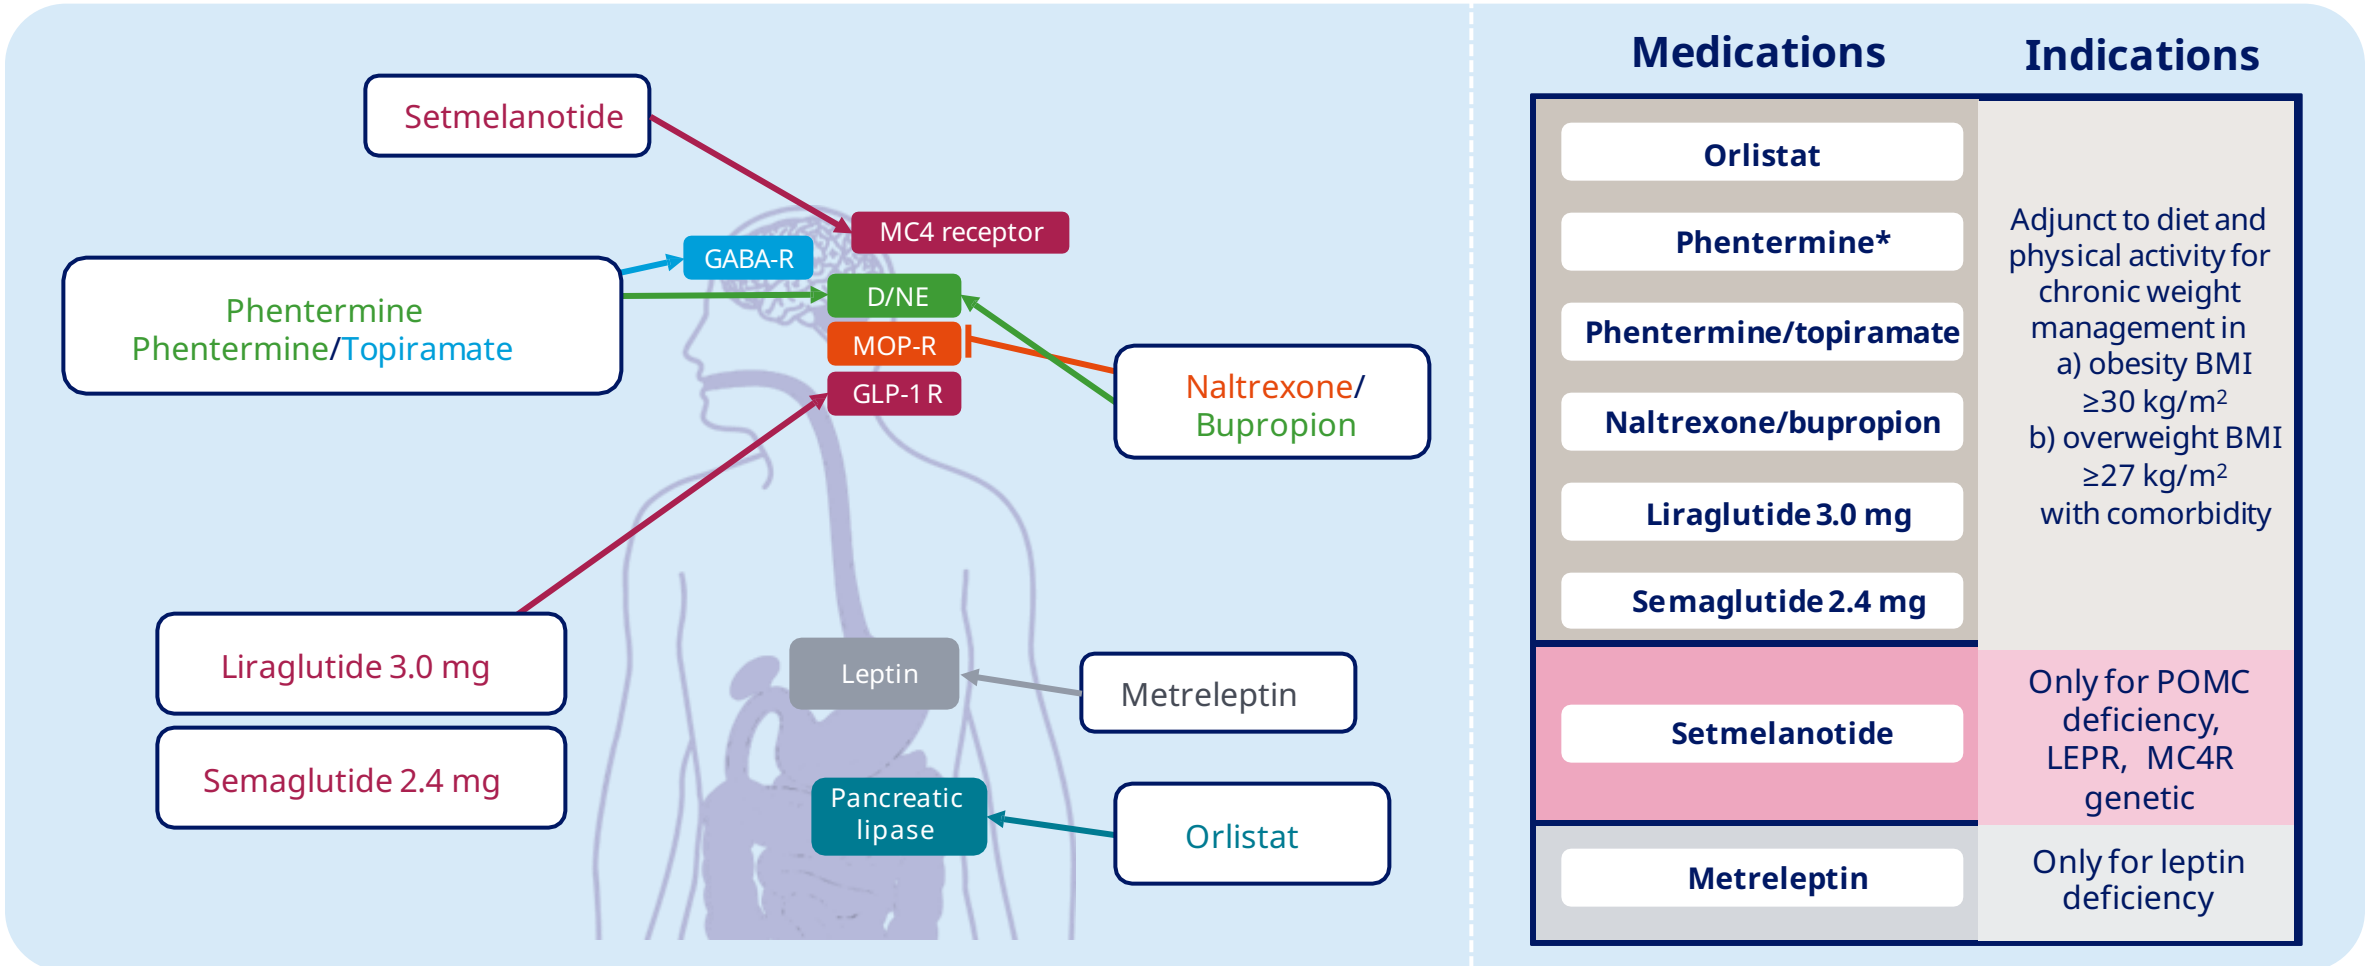 Setmelanotide
MC4 receptor
GABA-R
D/NE
MOP-R
GLP-1 R
Phentermine
Phentermine/Topiramate
Naltrexone/
Bupropion
Liraglutide 3.0 mg
Semaglutide 2.4 mg
Leptin
Metreleptin
Pancreatic
lipase
Orlistat
Medications
Indications
Orlistat
Phentermine*
Phentermine/topiramate
Naltrexone/bupropion
Liraglutide 3.0 mg
Semaglutide 2.4 mg
Adjunct to diet and
physical activity for
chronic weight
management in
a) obesity BMI
≥30 kg/m²
b) overweight BMI
≥27 kg/m²
with comorbidity
Setmelanotide
Only for POMC
deficiency,
LEPR, MC4R
genetic
Metreleptin
Only for leptin
deficiency